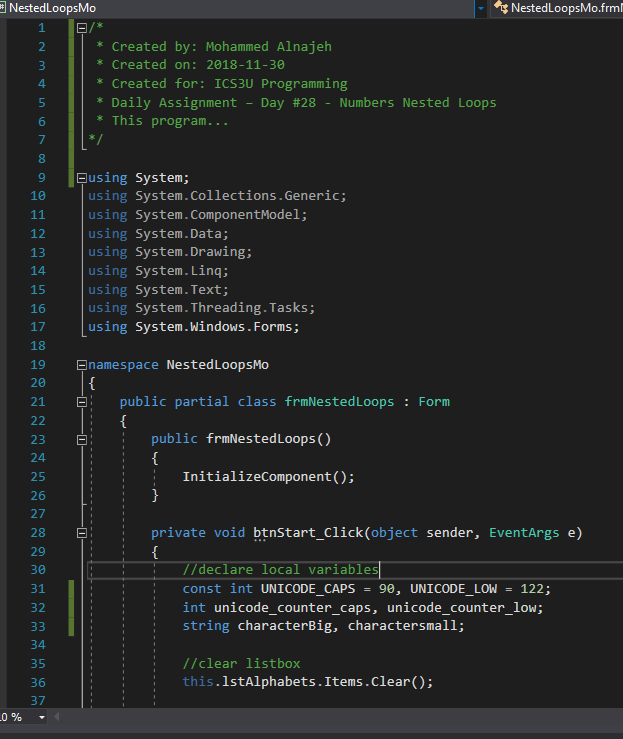 NestedLoopsMo NestedLoopsMo.frmN
1 /*
2 * Created by: Mohammed Alnajeh
3 * Created on: 2018-11-30
4 * Created for: ICS3U Programming
5 * Daily Assignment – Day #28 - Numbers Nested Loops
6 * This program...
7 */
8
9 using System;
10 using System.Collections.Generic;
11 using System.ComponentModel;
12 using System.Data;
13 using System.Drawing;
14 using System.Linq;
15 using System.Text;
16 using System.Threading.Tasks;
17 using System.Windows.Forms;
18
19 namespace NestedLoopsMo
20 {
21 public partial class frmNestedLoops : Form
22 {
23 public frmNestedLoops()
24 {
25 InitializeComponent();
26 }
27
28 private void btnStart_Click(object sender, EventArgs e)
29 {
30 //declare local variables
31 const int UNICODE_CAPS = 90, UNICODE_LOW = 122;
32 int unicode_counter_caps, unicode_counter_low;
33 string characterBig, charactersmall;
34
35 //clear listbox
36 this.lstAlphabets.Items.Clear();
37
.0 %